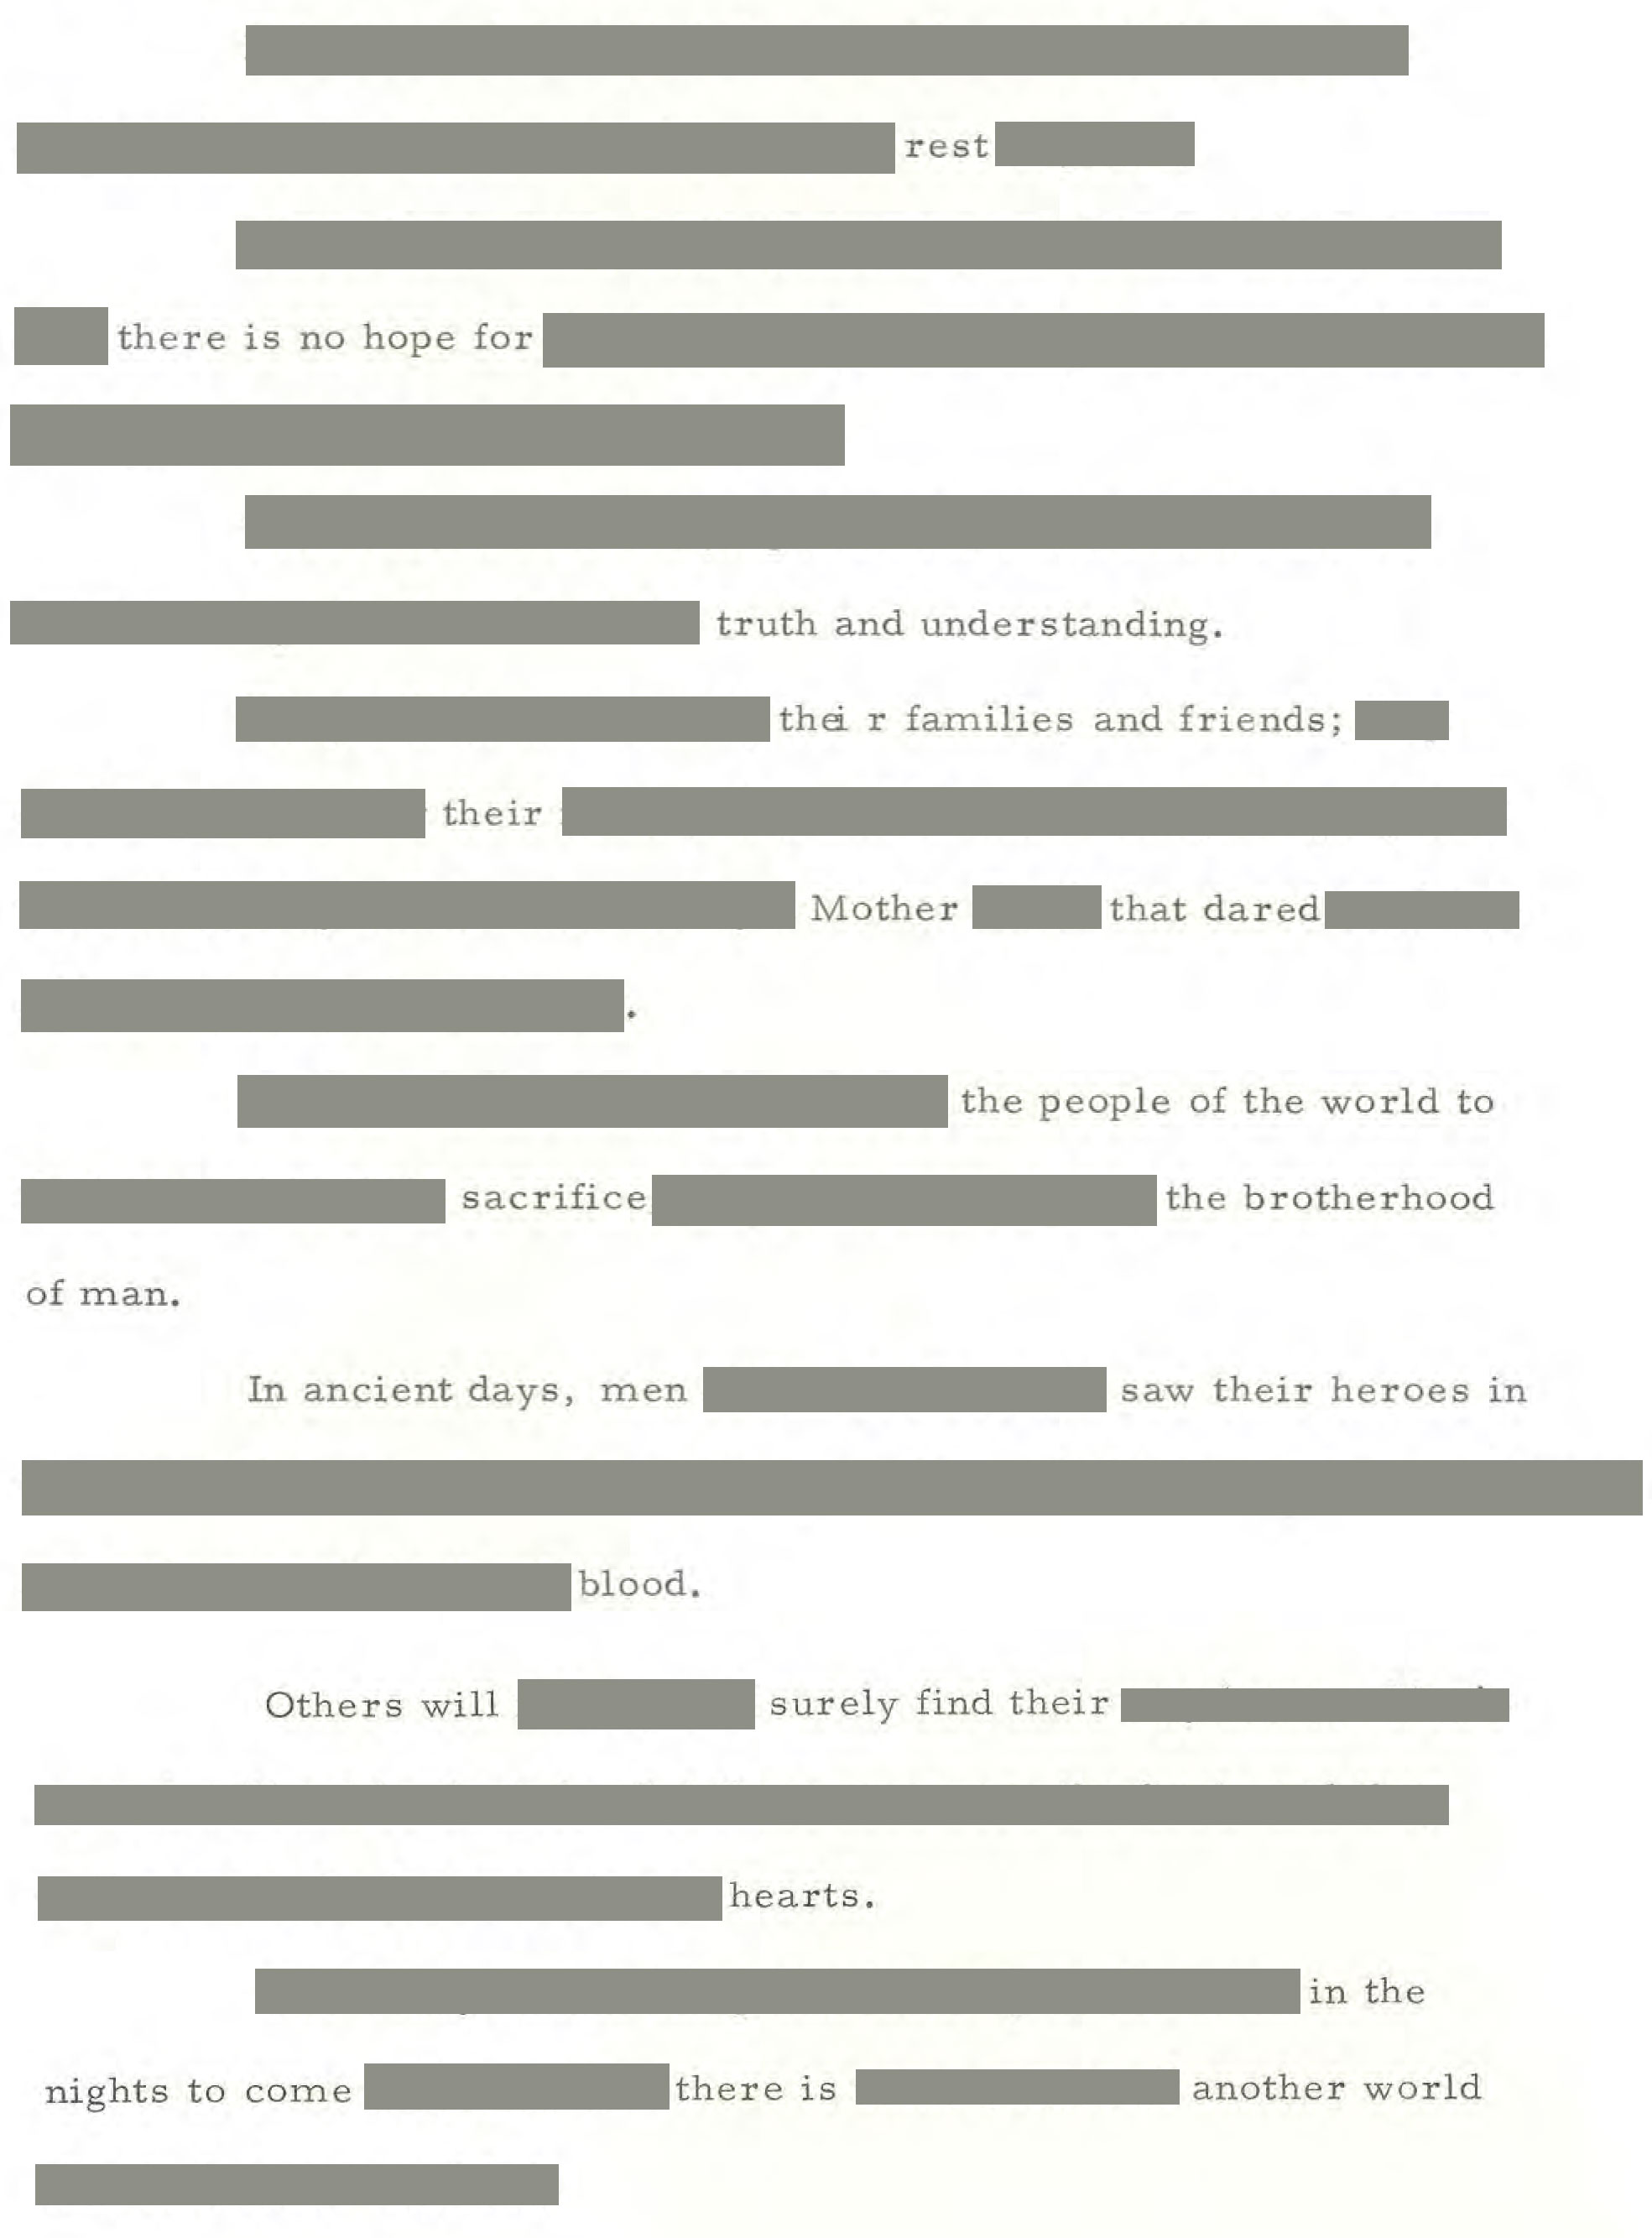 rest
there is no hope for
truth and understanding.
thei r families and friends;
their
Mother that dared
.
the people of the world to
sacrifice the brotherhood
of man.
In ancient days, men saw their heroes in
blood.
Others will surely find their
hearts.
in the
nights to come there is another world